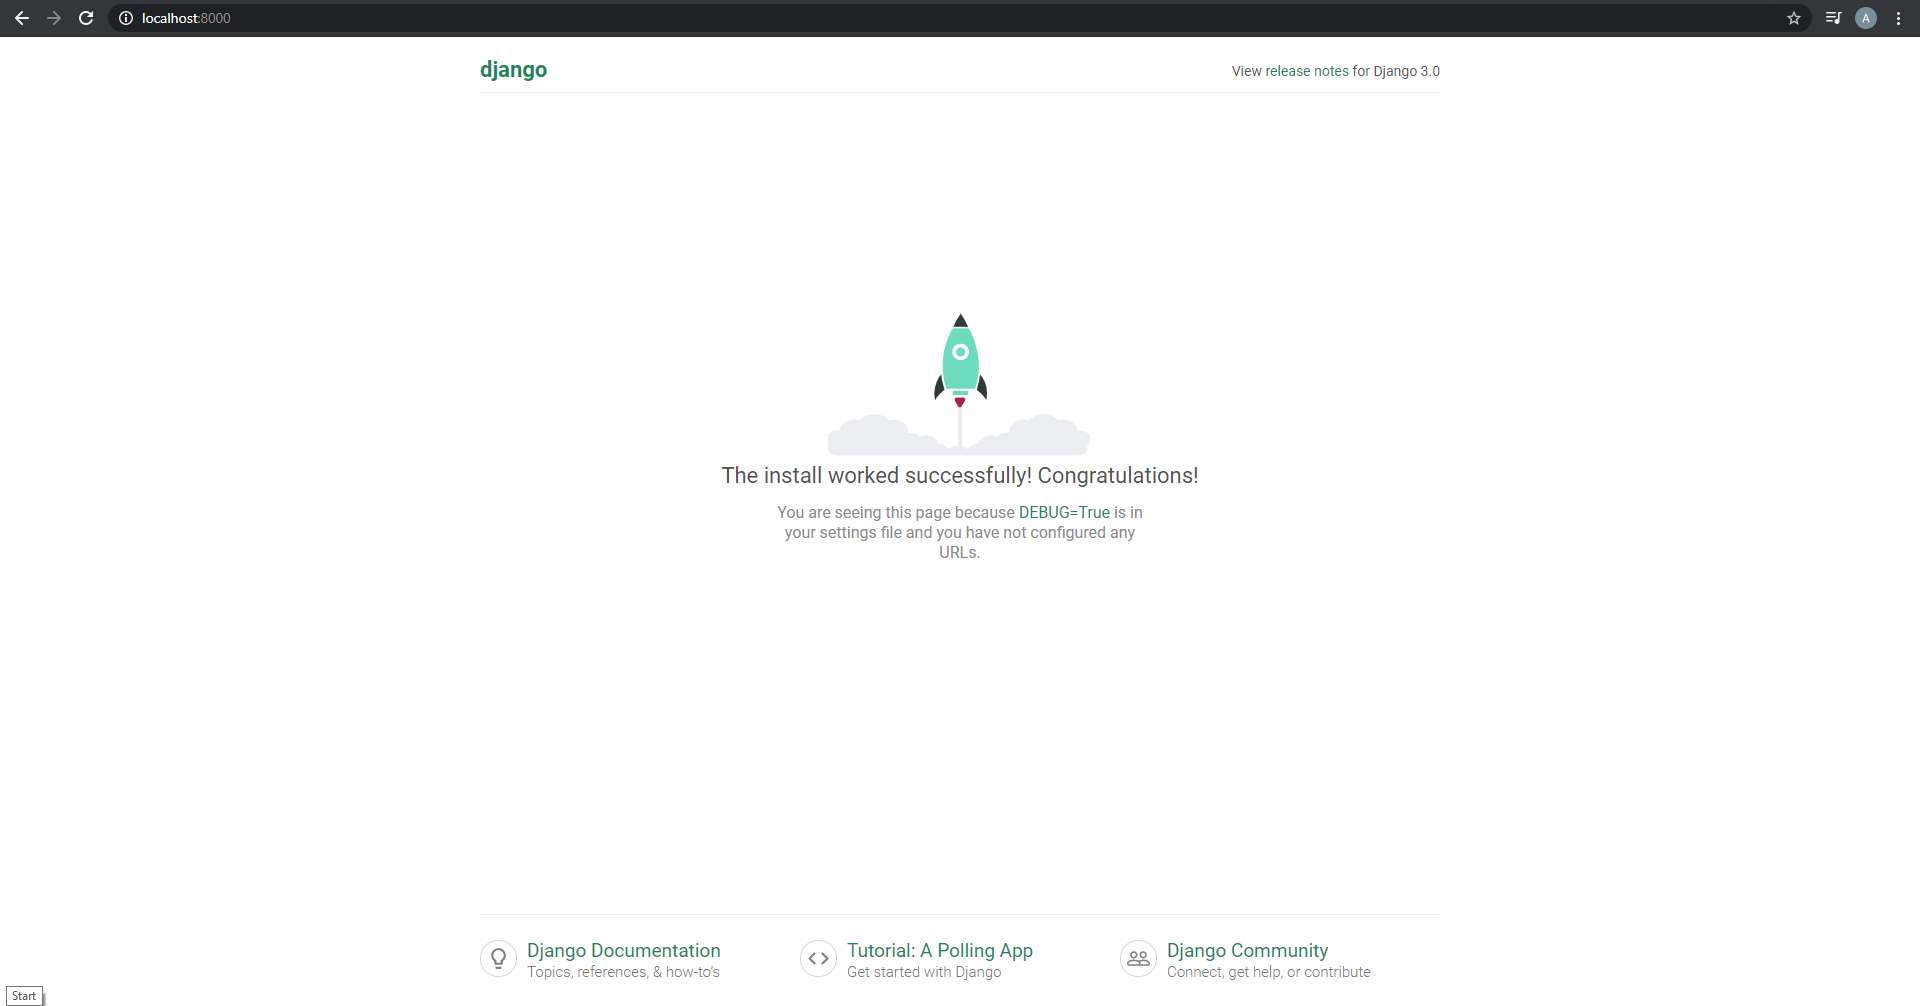 localhost:8000
A
django
View release notes for Django 3.0
The install worked successfully! Congratulations!
You are seeing this page because DEBUG=True is in
your settings file and you have not configured any
URLs.
Django Documentation
Topics, references, & how-to's
Tutorial: A Polling App
Get started with Django
Django Community
Connect, get help, or contribute
Start